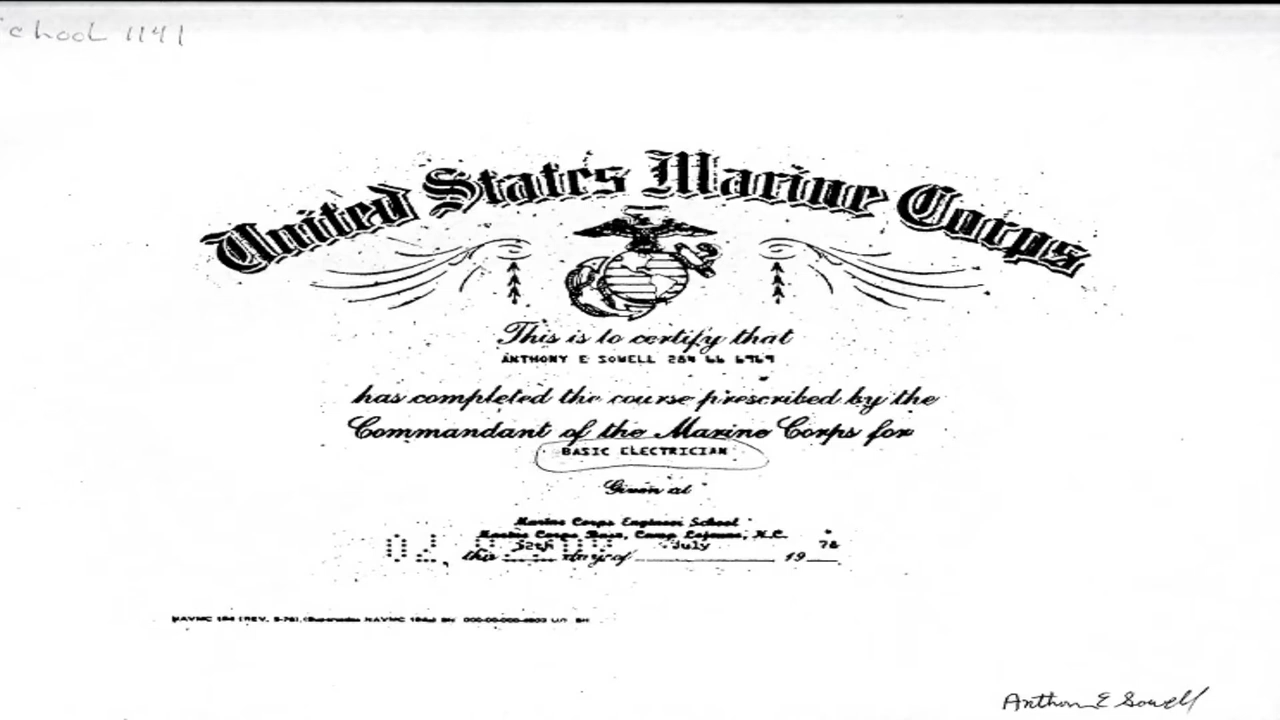 School 1141
United States Marine Corps
This is to certify that
ANTHONY E SOWELL
has completed the course prescribed by the
Commandant of the Marine Corps for
BASIC ELECTRICIAN
Given at
Marine Corps Engineer School
Marine Corps Base, Camp Lejeune, N.C.
July 78
this day of 19
NAVMC
Anthony E Sowell